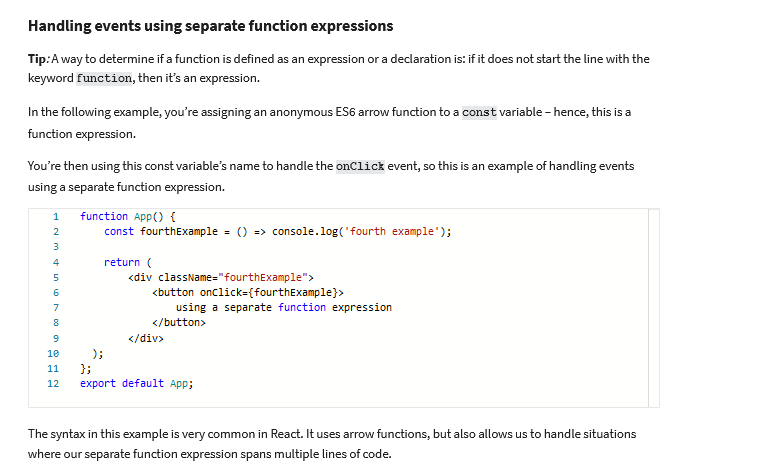 Handling events using separate function expressions
Tip: A way to determine if a function is defined as an expression or a declaration is: if it does not start the line with the
keyword function, then it's an expression.
In the following example, you're assigning an anonymous ES6 arrow function to a const variable – hence, this is a
function expression.
You're then using this const variable's name to handle the onClick event, so this is an example of handling events
using a separate function expression.
1 function App() {
2     const fourthExample = () => console.log('fourth example');
3
4     return (
5         <div className="fourthExample">
6             <button onClick={fourthExample}>
7                 using a separate function expression
8             </button>
9         </div>
10   );
11 };
12 export default App;
The syntax in this example is very common in React. It uses arrow functions, but also allows us to handle situations
where our separate function expression spans multiple lines of code.